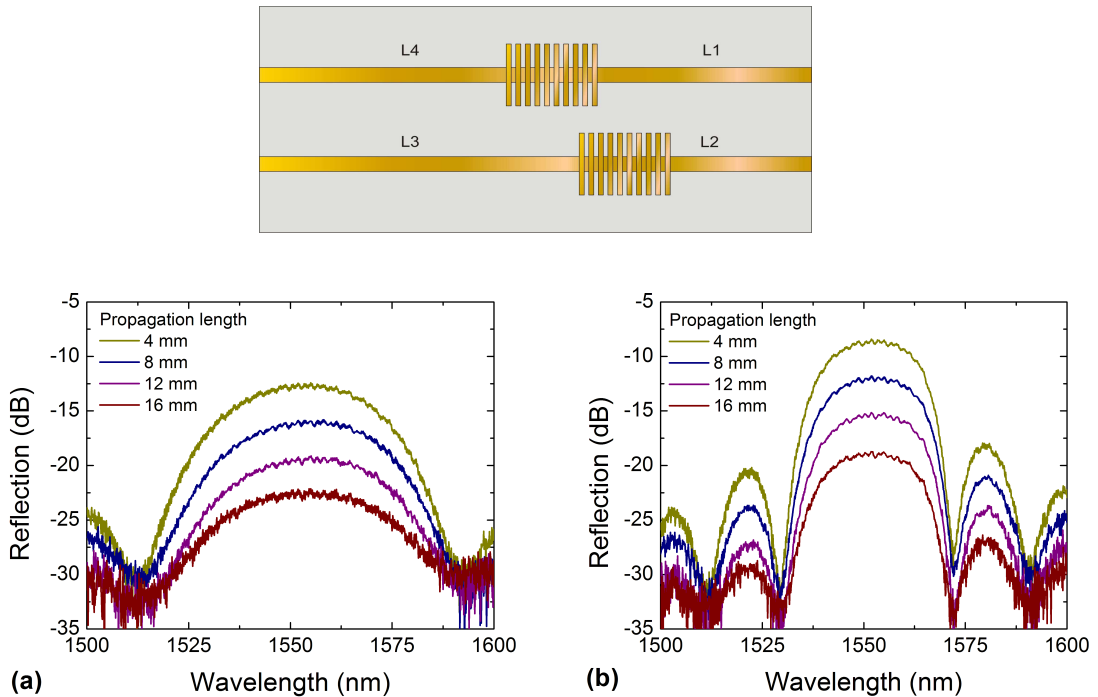 L4 L1
L3 L2
-5
-10
-15
-20
-25
-30
-35
Reflection (dB)
Propagation length
4 mm
8 mm
12 mm
16 mm
1500 1525 1550 1575 1600
Wavelength (nm)
(a)
-5
-10
-15
-20
-25
-30
-35
Reflection (dB)
Propagation length
4 mm
8 mm
12 mm
16 mm
1500 1525 1550 1575 1600
Wavelength (nm)
(b)